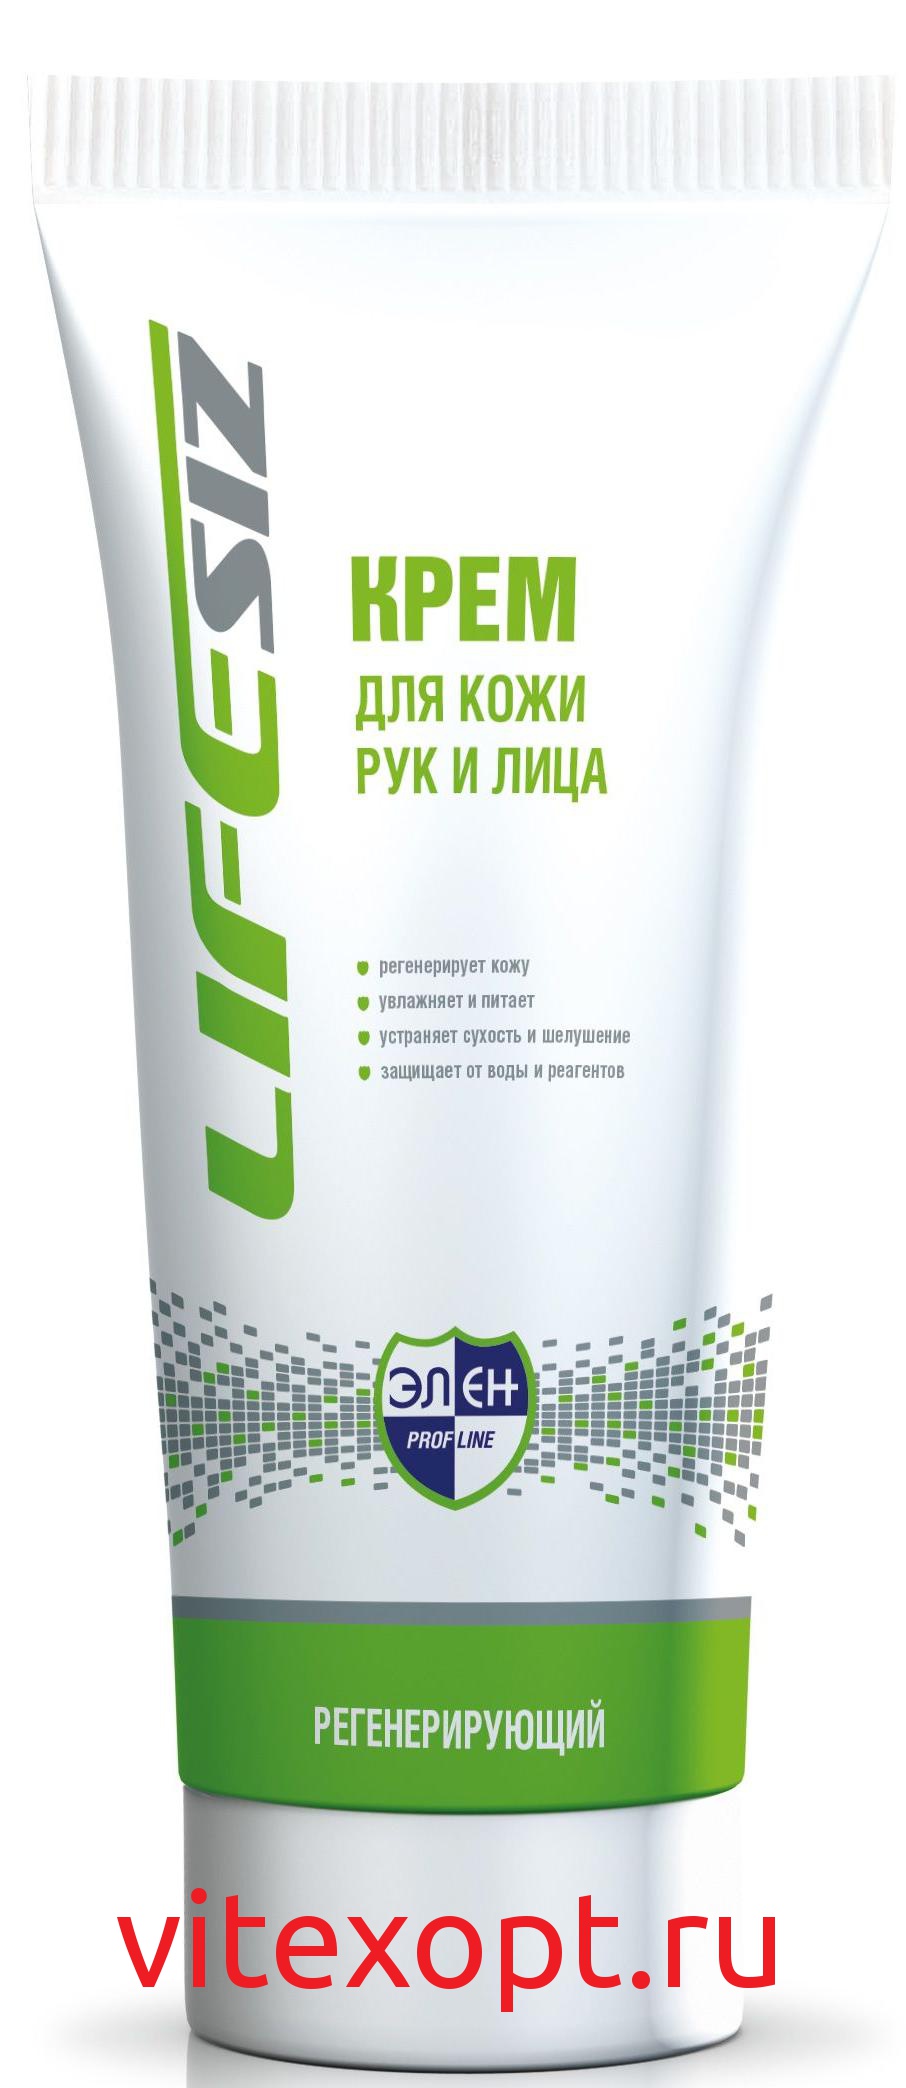 LIFESIZ
КРЕМ
ДЛЯ КОЖИ
РУК И ЛИЦА
регенерирует кожу
увлажняет и питает
устраняет сухость и шелушение
защищает от воды и реагентов
ЭЛЕН
PROF LINE
РЕГЕНЕРИРУЮЩИЙ
vitexopt.ru